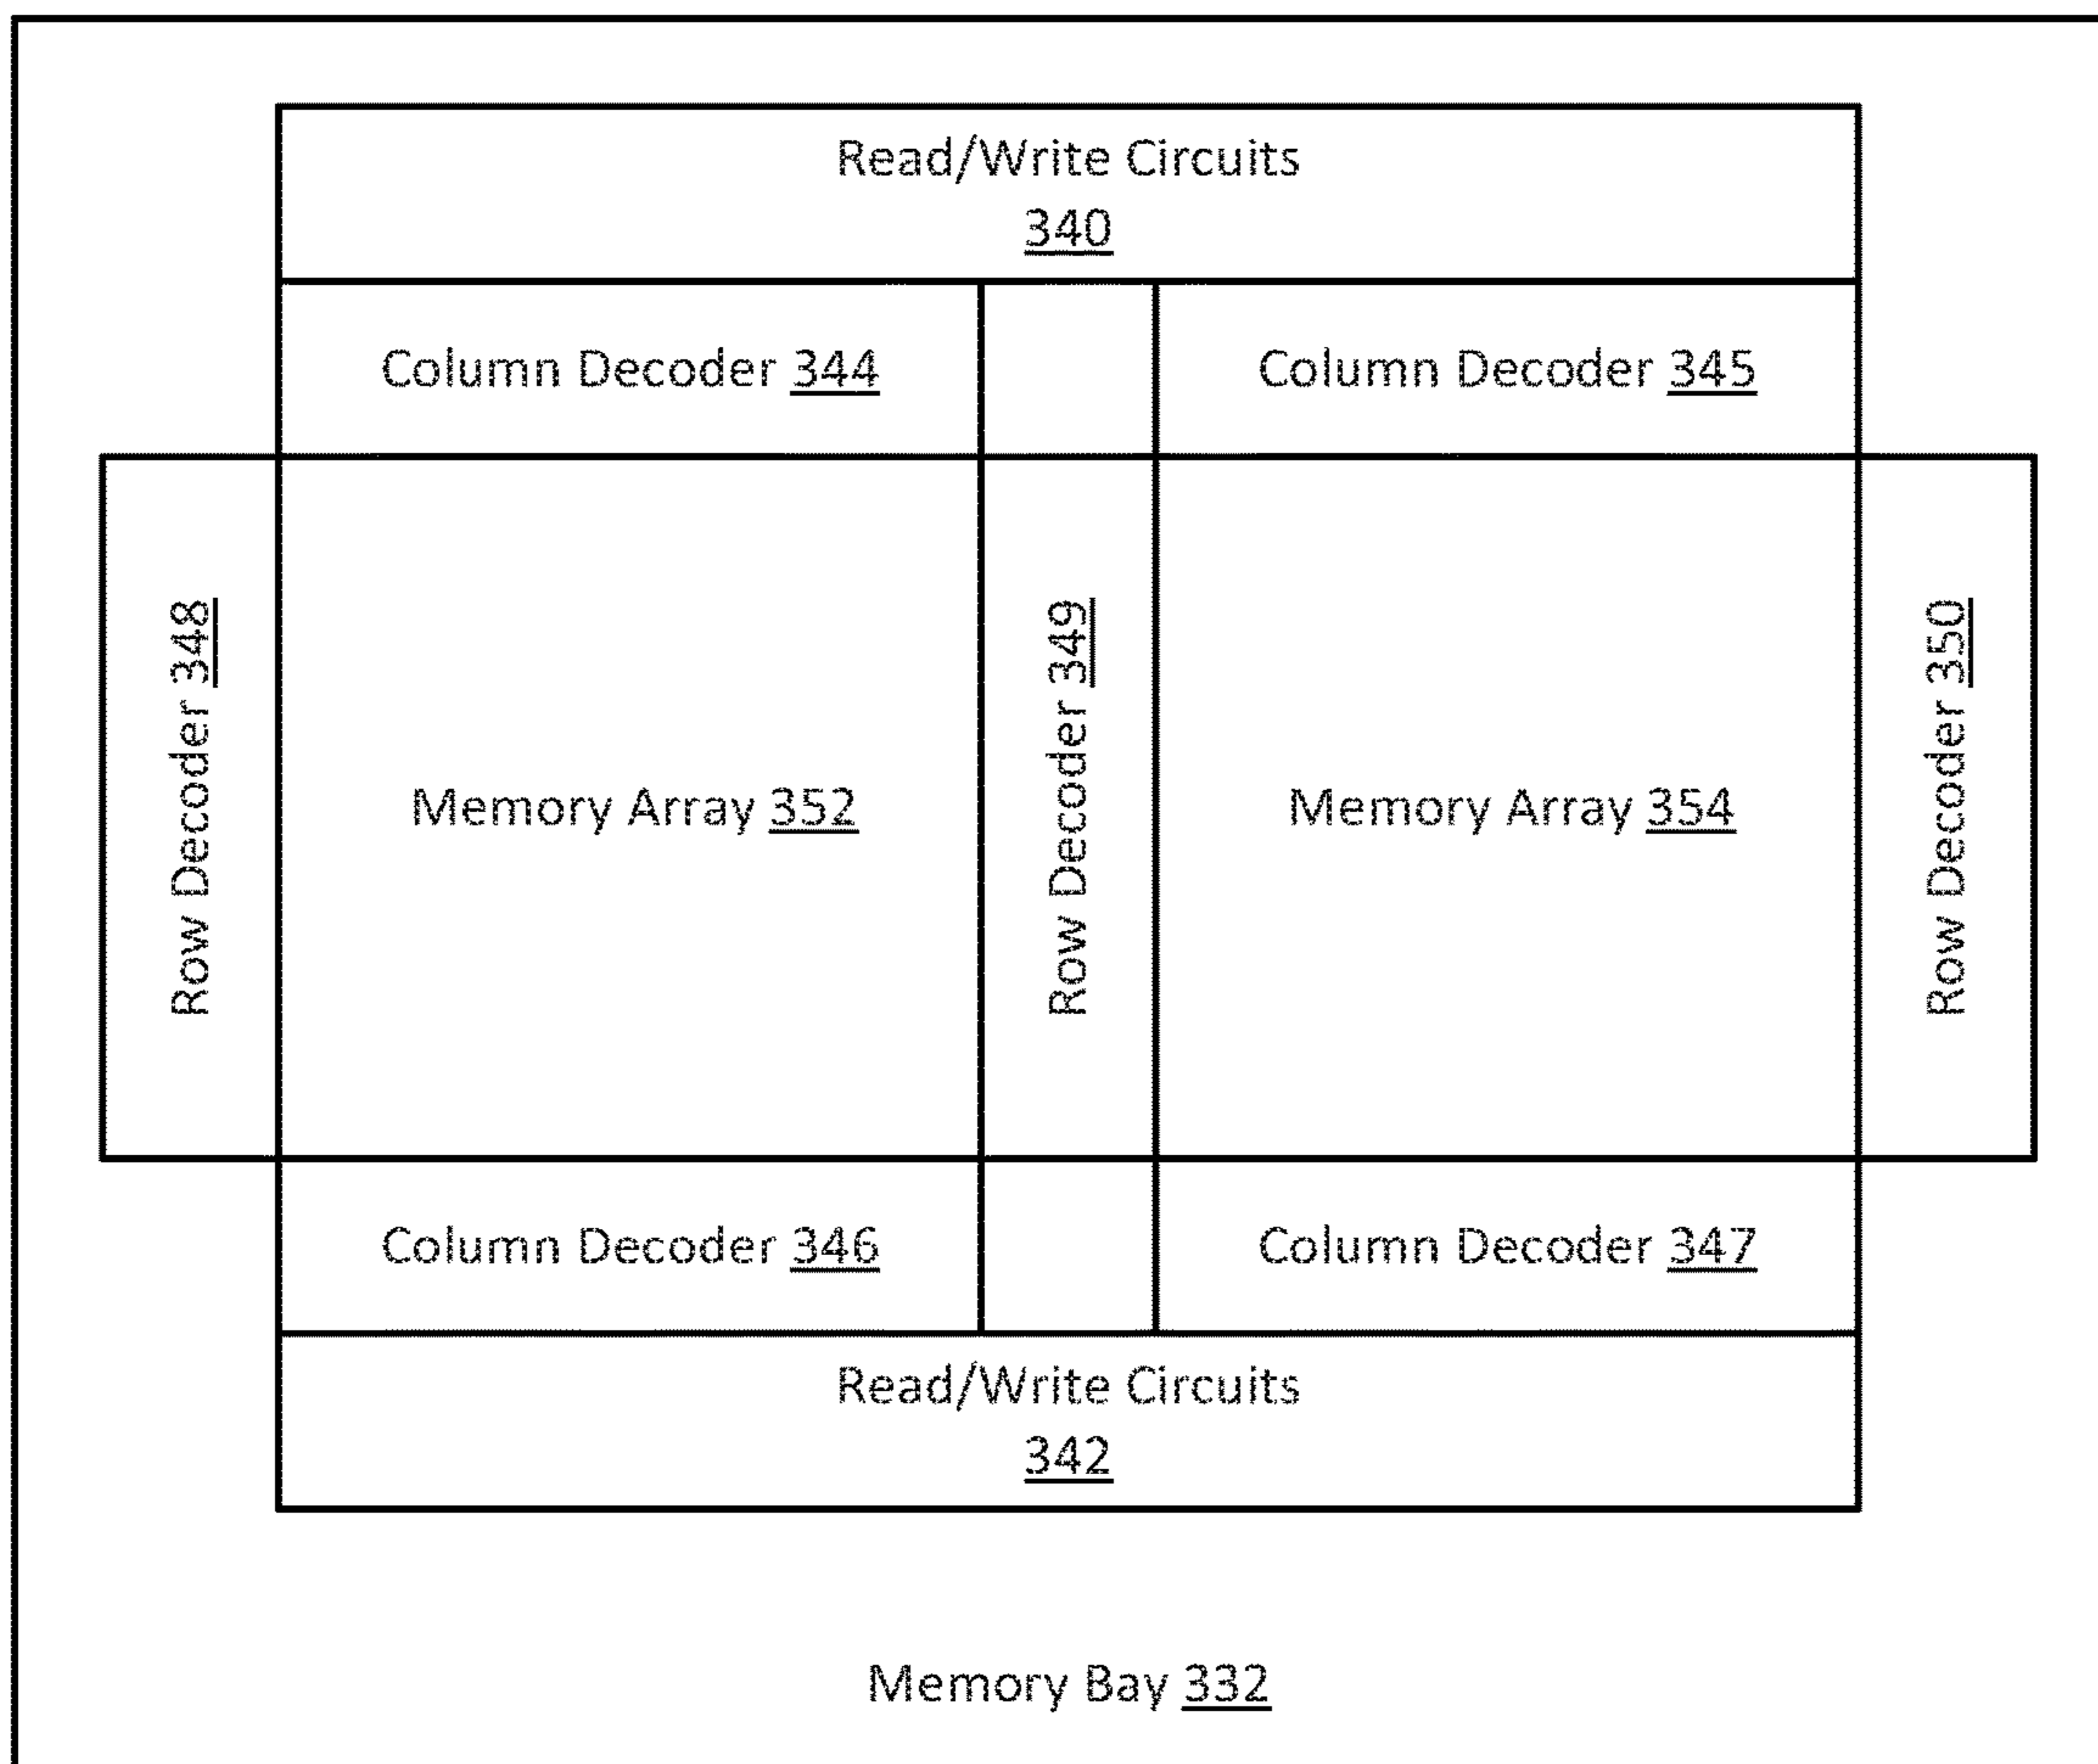 Read/Write Circuits
340
Column Decoder 344
Column Decoder 345
Row Decoder 348
Memory Array 352
Row Decoder 349
Memory Array 354
Row Decoder 350
Column Decoder 346
Column Decoder 347
Read/Write Circuits
342
Memory Bay 332